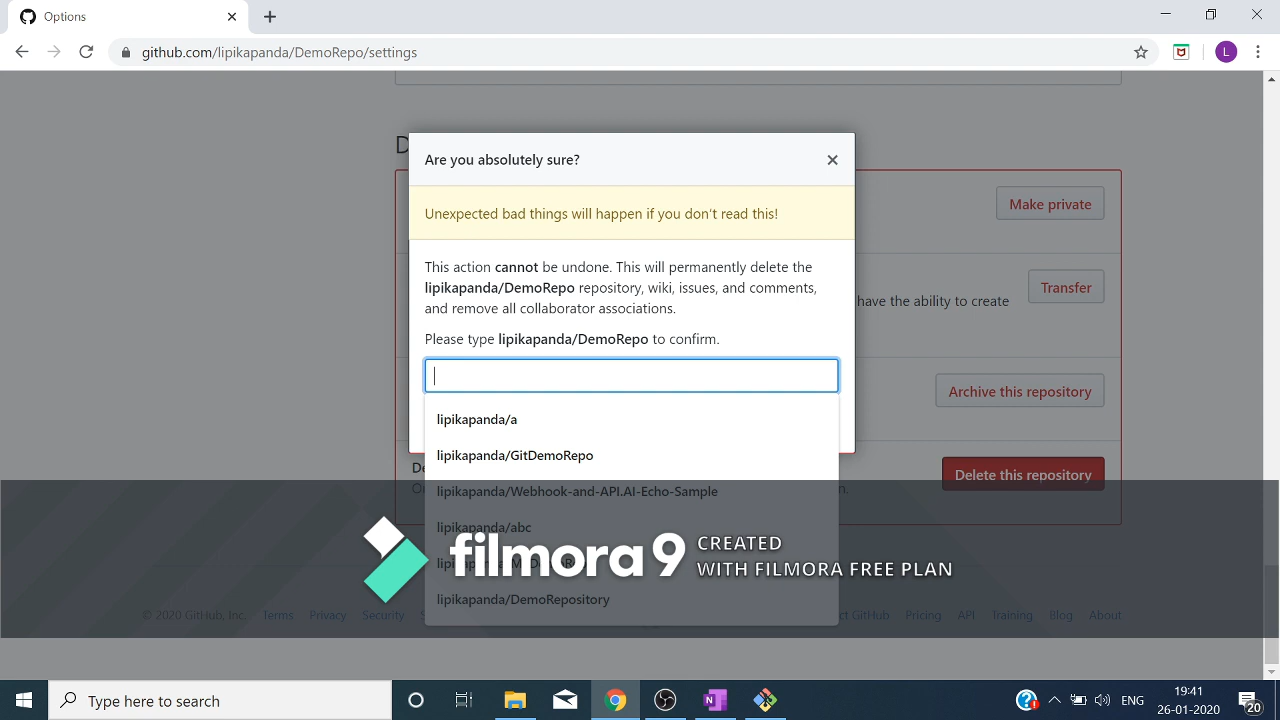 Options
github.com/lipikapanda/DemoRepo/settings
L
D
Are you absolutely sure?
Unexpected bad things will happen if you don't read this!
Make private
This action cannot be undone. This will permanently delete the
lipikapanda/DemoRepo repository, wiki, issues, and comments,
and remove all collaborator associations.
have the ability to create
Transfer
Please type lipikapanda/DemoRepo to confirm.
Archive this repository
lipikapanda/a
lipikapanda/GitDemoRepo
De
Delete this repository
lipikapanda/Webhook-and-API.AI-Echo-Sample
lipikapanda/abc
filmora9 CREATED
WITH FILMORA FREE PLAN
lipikapanda/DemoRepository
© 2020 GitHub, Inc. Terms Privacy Security
ct GitHub Pricing API Training Blog About
Type here to search
N
ENG
19:41
26-01-2020
20